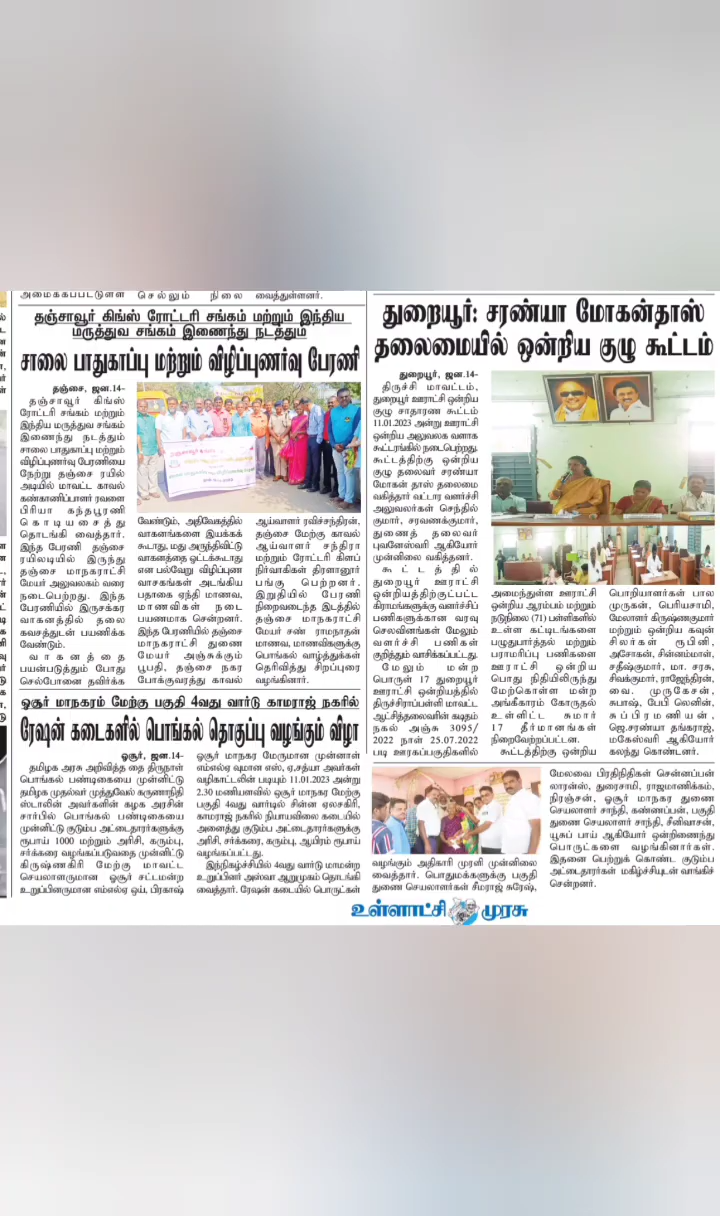 அமைக்கப்பட்டுள்ள செல்லும் நிலை வைத்துள்ளனர்.
தஞ்சாவூர் கிங்ஸ் ரோட்டரி சங்கம் மற்றும் இந்திய
மருத்துவ சங்கம் இணைந்து நடத்தும்
சாலை பாதுகாப்பு மற்றும் விழிப்புணர்வு பேரணி
தஞ்சை, ஜன.14-
தஞ்சாவூர் கிங்ஸ்
ரோட்டரி சங்கம் மற்றும்
இந்திய மருத்துவ சங்கம்
இணைந்து நடத்தும்
சாலை பாதுகாப்பு மற்றும்
விழிப்புணர்வு பேரணியை
நேற்று தஞ்சை ரயில்
அடியில் மாவட்ட காவல்
கண்காணிப்பாளர் ரவளை
பிரியா கந்தபூரணி
கொடியசைத்து
தொடங்கி வைத்தார்.
இந்த பேரணி தஞ்சை
ரயிலடியில் இருந்து
தஞ்சை மாநகராட்சி
மேயர் அலுவலகம் வரை
நடைபெற்றது. இந்த
பேரணியில் இருசக்கர
வாகனத்தில் தலை
கவசத்துடன் பயணிக்க
வேண்டும்.
வாகனத்தை
பயன்படுத்தும் போது
செல்போனை தவிர்க்க
வேண்டும், அதிவேகத்தில்
வாகனங்களை இயக்கக்
கூடாது, மது அருந்திவிட்டு
வாகனத்தை ஓட்டக்கூடாது
என பல்வேறு விழிப்புண
வாசகங்கள் அடங்கிய
பதாகை ஏந்தி மாணவ,
மாணவிகள் நடை
பயணமாக சென்றனர்.
இந்த பேரணியில் தஞ்சை
மாநகராட்சி துணை
மேயர் அஞ்சுக்கும்
பூபதி, தஞ்சை நகர
போக்குவரத்து காவல்
ஆய்வாளர் ரவிச்சந்திரன்,
தஞ்சை மேற்கு காவல்
ஆய்வாளர் சந்திரா
மற்றும் ரோட்டரி கிளப்
நிர்வாகிகள் திரளானூர்
பங்கு பெற்றனர்.
இறுதியில் பேரணி
நிறைவடைந்த இடத்தில்
தஞ்சை மாநகராட்சி
மேயர் சண் ராமநாதன்
மாணவ, மாணவிகளுக்கு
பொங்கல் வாழ்த்துக்கள்
தெரிவித்து சிறப்புரை
வழங்கினார்.
ஓசூர் மாநகரம் மேற்கு பகுதி 4வது வார்டு காமராஜ் நகரில்
ரேஷன் கடைகளில் பொங்கல் தொகுப்பு வழங்கும் விழா
ஓசூர், ஜன.14-
தமிழக அரசு அறிவித்த தை திருநாள்
பொங்கல் பண்டிகையை முன்னிட்டு
தமிழக முதல்வர் முத்துவேல் கருணாநிதி
ஸ்டாலின் அவர்களின் கழக அரசின்
சார்பில் பொங்கல் பண்டிகையை
முன்னிட்டு குடும்ப அட்டைதாரர்களுக்கு
ரூபாய் 1000 மற்றும் அரிசி, கரும்பு,
சர்க்கரை வழங்கப்படுவதை முன்னிட்டு
கிருஷ்ணகிரி மேற்கு மாவட்ட
செயலாளருமான ஓசூர் சட்டமன்ற
உறுப்பினருமான எம்எல்ஏ ஒய், பிரகாஷ்
ஓசூர் மாநகர மேருமான முன்னாள்
எம்எல்ஏ வுமான எஸ், ஏ,சத்யா அவர்கள்
வழிகாட்டலின் படியும் 11.01.2023 அன்று
2.30 மணியளவில் ஓசூர் மாநகர மேற்கு
பகுதி 4வது வார்டில் சின்ன ஏலசகிரி,
காமராஜ் நகரில் நியாயவிலை கடையில்
அனைத்து குடும்ப அட்டைதாரர்களுக்கு
அரிசி, சர்க்கரை, கரும்பு, ஆயிரம் ரூபாய்
வழங்கப்பட்டது.
இந்நிகழ்ச்சியில் 4வது வார்டு மாமன்ற
உறுப்பினர் அஸ்வா ஆறுமுகம் தொடங்கி
வைத்தார். ரேஷன் கடையில் பொருட்கள்
துறையூர்: சரண்யா மோகன்தாஸ்
தலைமையில் ஒன்றிய குழு கூட்டம்
துறையூர், ஜன.14-
திருச்சி மாவட்டம்,
துறையூர் ஊராட்சி ஒன்றிய
குழு சாதாரண கூட்டம்
11.01.2023 அன்று ஊராட்சி
ஒன்றிய அலுவலக வளாக
கூட்டரங்கில் நடைபெற்றது.
கூட்டத்திற்கு ஒன்றிய
குழு தலைவர் சரண்யா
மோகன் தாஸ் தலைமை
வகித்தார் வட்டார வளர்ச்சி
அலுவலர்கள் செந்தில்
குமார், சரவணக்குமார்,
துணைத் தலைவர்
புவனேஸ்வரி ஆகியோர்
முன்னிலை வகித்தனர்.
கூட்டத்தில்
துறையூர் ஊராட்சி
ஒன்றியத்திற்குட்பட்ட
கிராமங்களுக்கு வளர்ச்சிப்
பணிகளுக்கான வரவு
செலவினங்கள் மேலும்
வளர்ச்சி பணிகள்
குறித்தும் வாசிக்கப்பட்டது.
மேலும் மன்ற
பொருள் 17 துறையூர்
ஊராட்சி ஒன்றியத்தில்
திருச்சிராப்பள்ளி மாவட்ட
ஆட்சித்தலைவரின் கடிதம்
நகல் அஞ்சு 3095/
2022 நாள் 25.07.2022
படி ஊரகப்பகுதிகளில்
அமைந்துள்ள ஊராட்சி
ஒன்றிய ஆரம்பம் மற்றும்
நடுநிலை (71) பள்ளிகளில்
உள்ள கட்டிடங்களை
பழுதுபார்த்தல் மற்றும்
பராமரிப்பு பணிகளை
ஊராட்சி ஒன்றிய
பொது நிதியிலிருந்து
மேற்கொள்ள மன்ற
அங்கீகாரம் கோருதல்
உள்ளிட்ட சுமார்
17 தீர்மானங்கள்
நிறைவேற்றப்பட்டன.
கூட்டத்திற்கு ஒன்றிய
பொறியாளர்கள் பால
முருகன், பெரியசாமி,
மேலாளர் கிருஷ்ணகுமார்
மற்றும் ஒன்றிய கவுன்
சிலர்கள் ரூபினி,
அசோகன், சின்னம்மாள்,
சதீஷ்குமார், மா. சரசு,
சிவக்குமார், ராஜேந்திரன்,
வை. முருகேசன்,
சுபாஷ், பேபி லெனின்,
சுப்பிரமணியன்,
ஜெ.சரண்யா தங்கராஜ்,
மகேஸ்வரி ஆகியோர்
கலந்து கொண்டனர்.
வழங்கும் அதிகாரி முரளி முன்னிலை
வைத்தார். பொதுமக்களுக்கு பகுதி
துணை செயலாளர்கள் சீமராஜ் சுரேஷ்,
மேலவை பிரதிநிதிகள் சென்னப்பன்
லாரன்ஸ், துரைசாமி, ராஜமாணிக்கம்,
நிரஞ்சன், ஓசூர் மாநகர துணை
செயலாளர் சாந்தி, கண்ணப்பன், பகுதி
துணை செயலாளர் சாந்தி, சீனிவாசன்,
யூசுப் பாய் ஆகியோர் ஒன்றிணைந்து
பொருட்களை வழங்கினார்கள்.
இதனை பெற்றுக் கொண்ட குடும்ப
அட்டைதாரர்கள் மகிழ்ச்சியுடன் வாங்கிச்
சென்றனர்.
உள்ளாட்சி முரசு